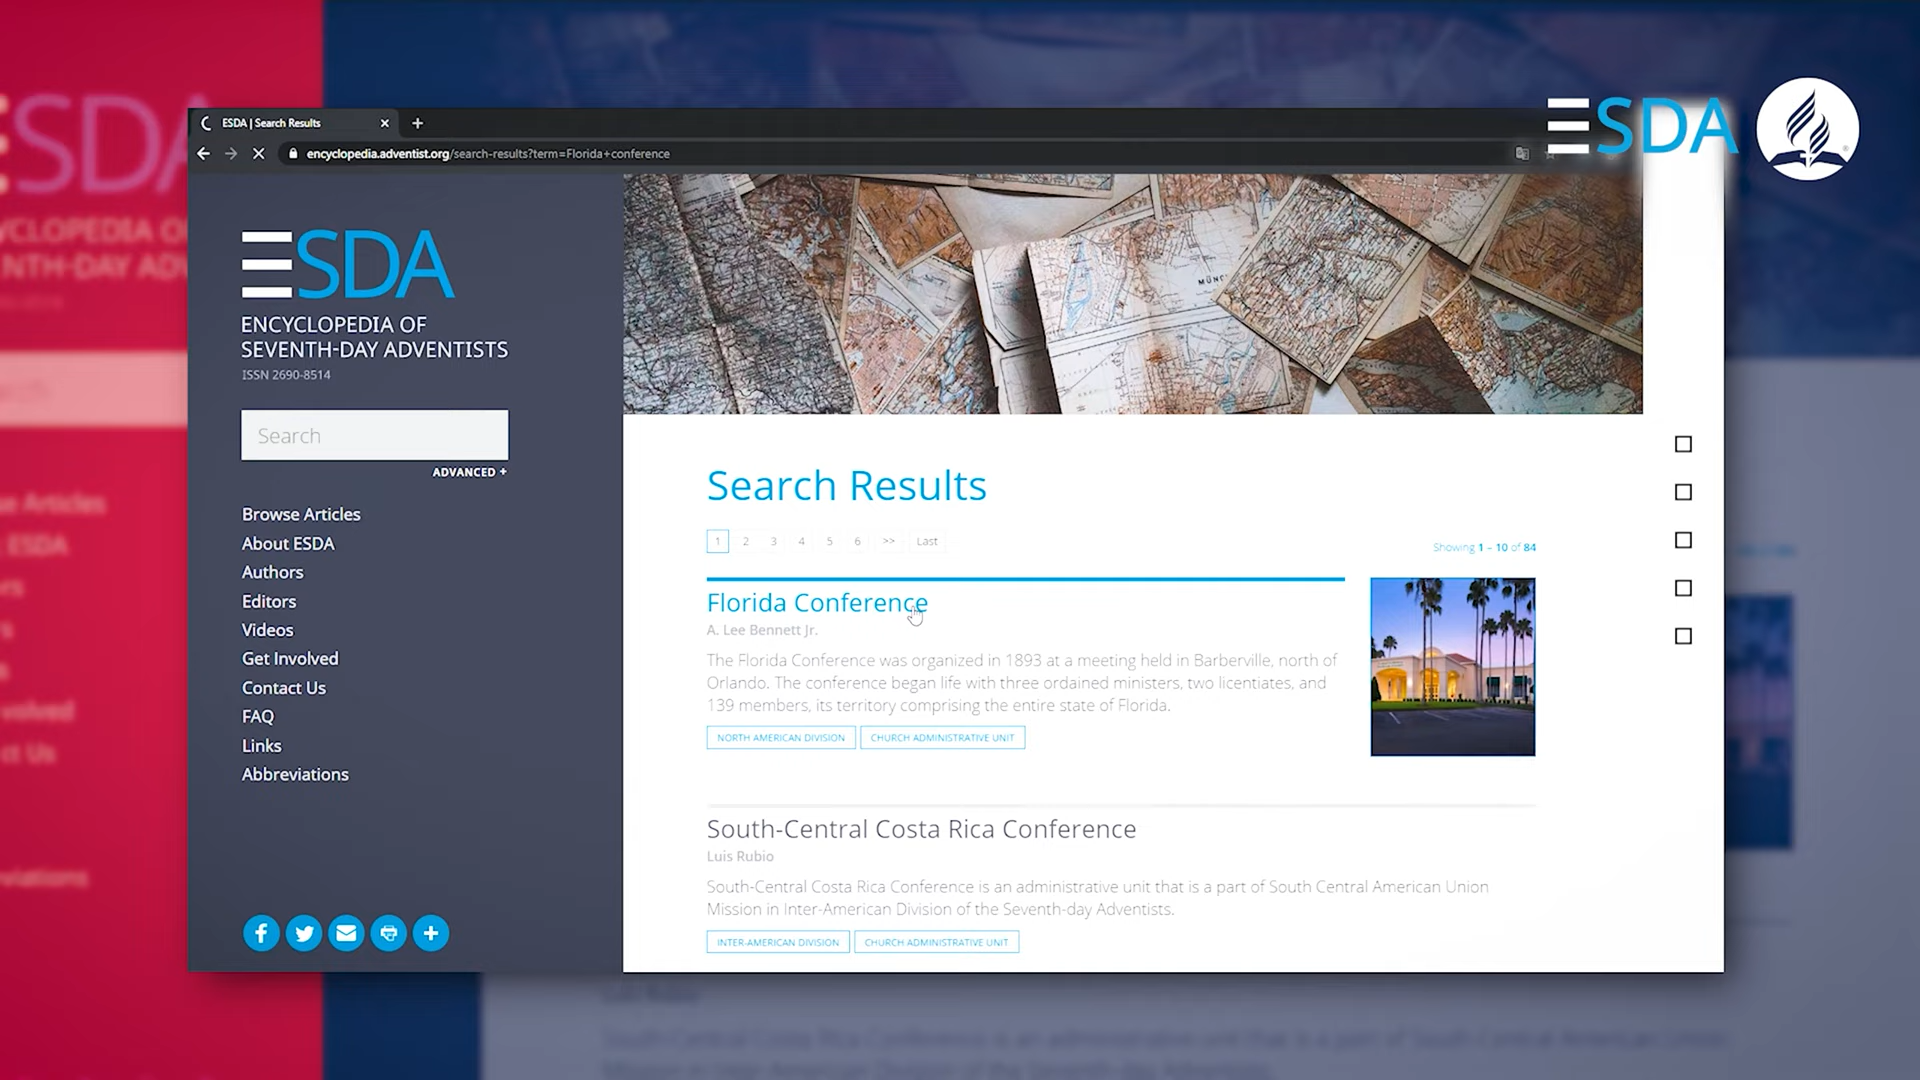 ESDA | Search Results
encyclopedia.adventist.org/search-results?term=Florida+conference
ESDA
ESDA
ENCYCLOPEDIA OF
SEVENTH-DAY ADVENTISTS
ISSN 2690-8514
Search
ADVANCED +
Browse Articles
About ESDA
Authors
Editors
Videos
Get Involved
Contact Us
FAQ
Links
Abbreviations
Search Results
1 2 3 4 5 6 >> Last
Showing 1 – 10 of 84
Florida Conference
A. Lee Bennett Jr.
The Florida Conference was organized in 1893 at a meeting held in Barberville, north of
Orlando. The conference began life with three ordained ministers, two licentiates, and
139 members, its territory comprising the entire state of Florida.
NORTH AMERICAN DIVISION
CHURCH ADMINISTRATIVE UNIT
South-Central Costa Rica Conference
Luis Rubio
South-Central Costa Rica Conference is an administrative unit that is a part of South Central American Union
Mission in Inter-American Division of the Seventh-day Adventists.
INTER-AMERICAN DIVISION
CHURCH ADMINISTRATIVE UNIT